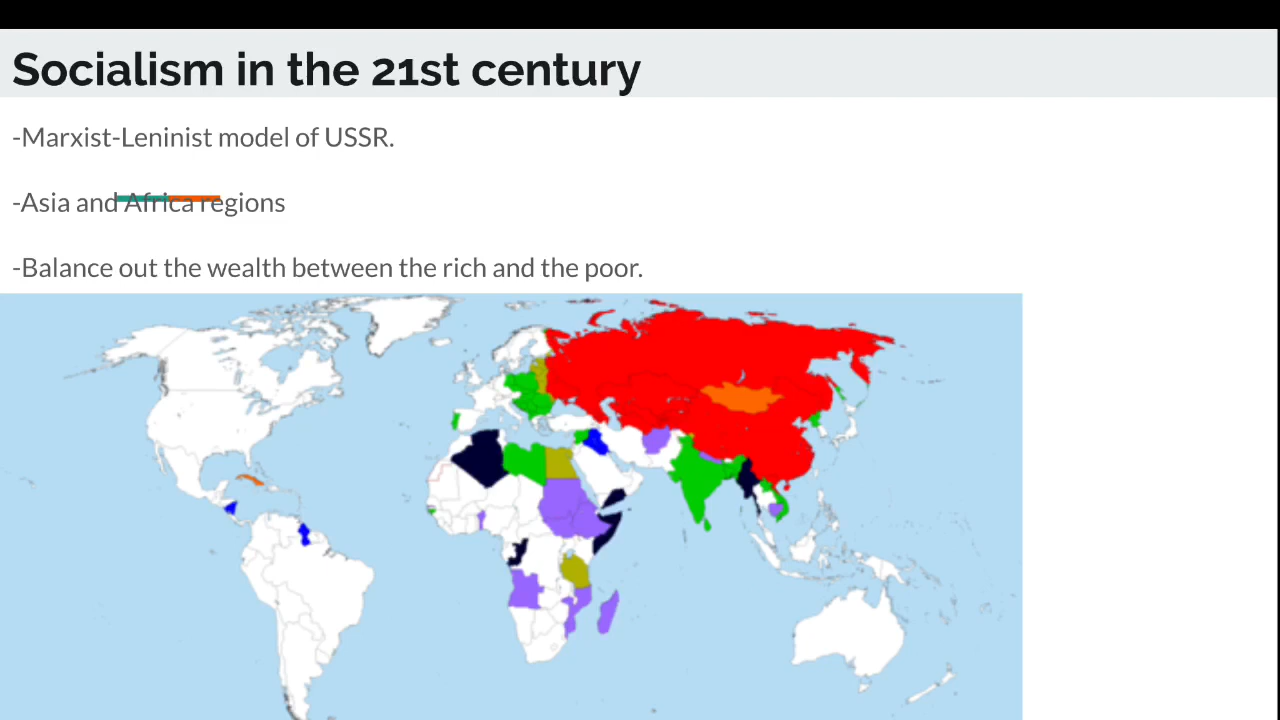 Socialism in the 21st century
-Marxist-Leninist model of USSR.
-Asia and Africa regions
-Balance out the wealth between the rich and the poor.